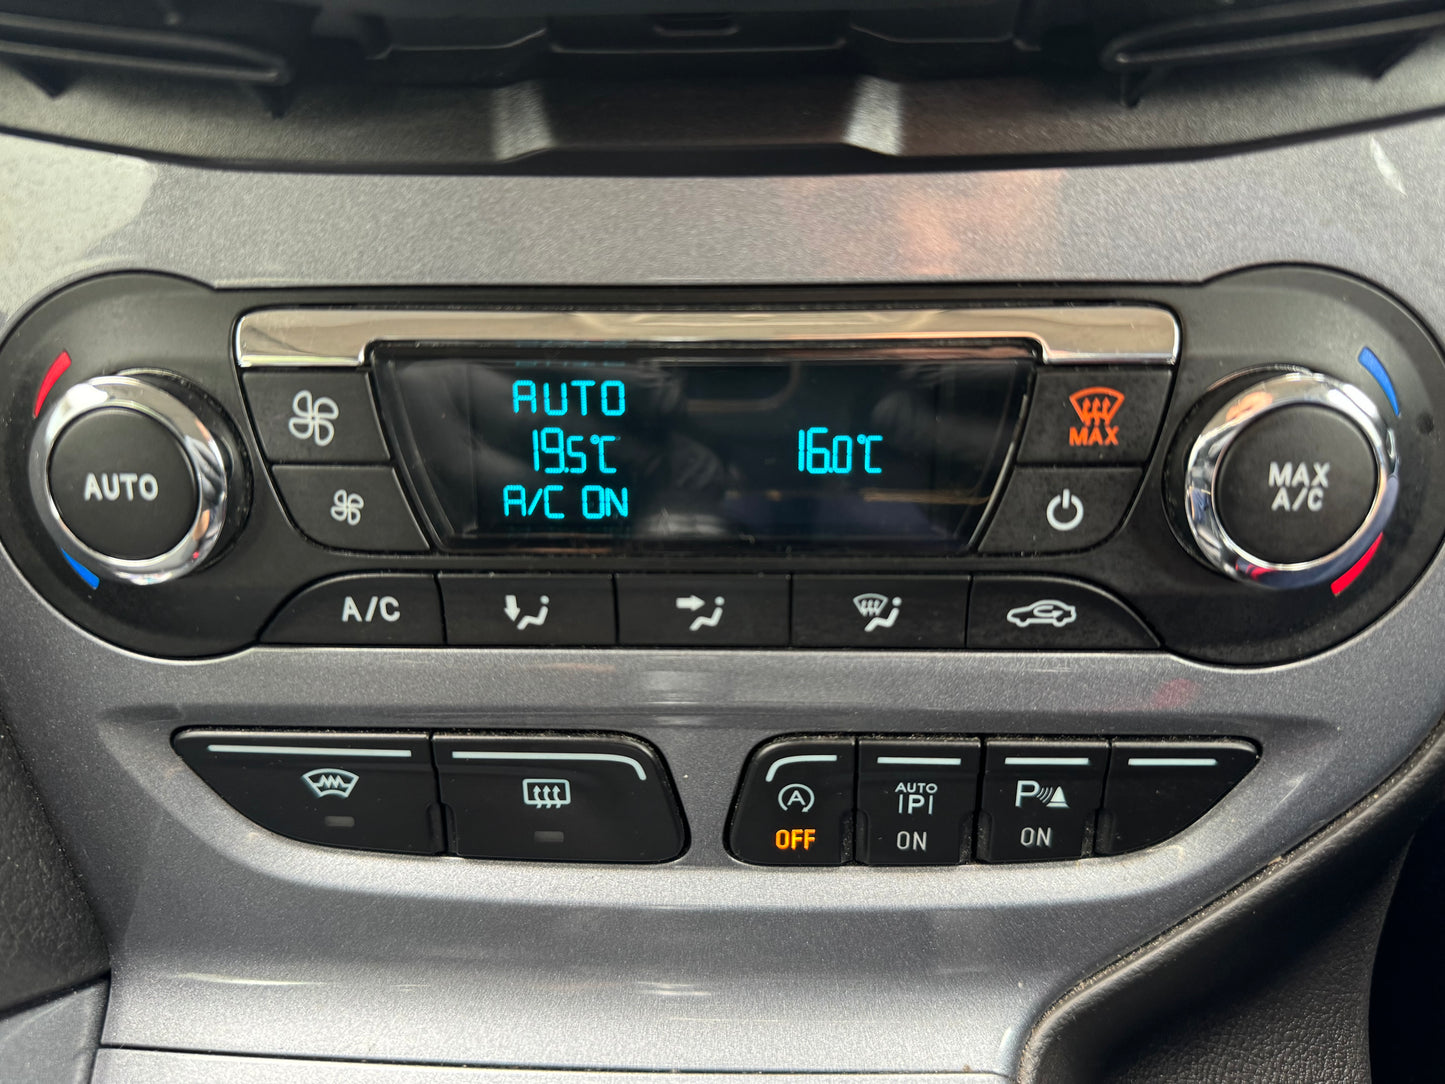 AUTO
19.5°C
A/C ON
16.0°C
AUTO
MAX
MAX
A/C
A/C
A
OFF
AUTO
P
ON
P
ON